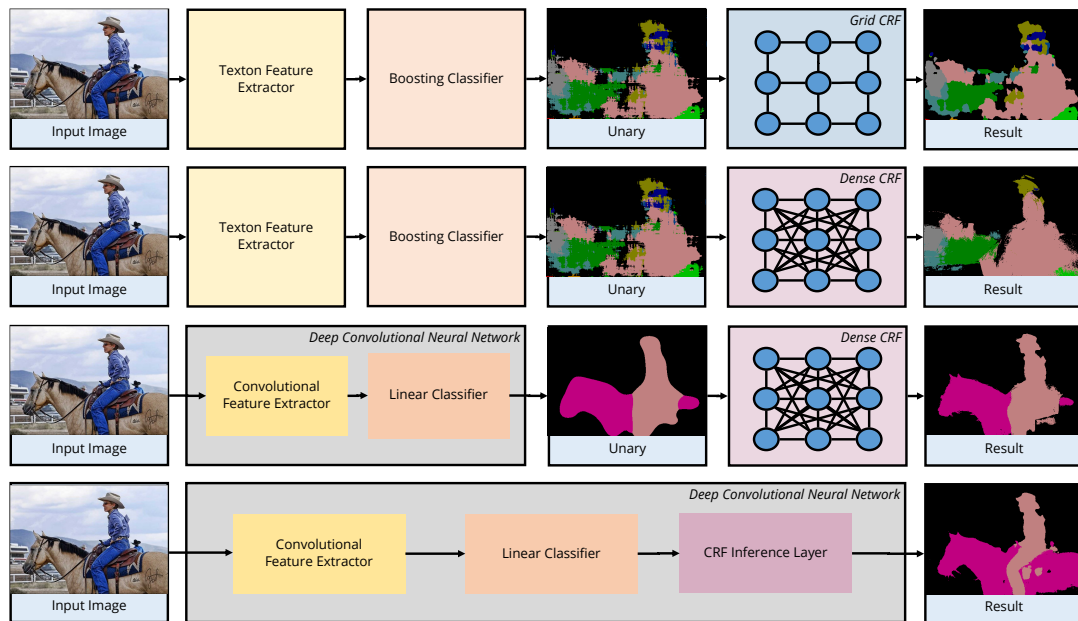 Grid CRF
Texton Feature
Extractor
Boosting Classifier
Input Image
Unary
Result
Dense CRF
Texton Feature
Extractor
Boosting Classifier
Input Image
Unary
Result
Deep Convolutional Neural Network
Dense CRF
Convolutional
Feature Extractor
Linear Classifier
Input Image
Unary
Result
Deep Convolutional Neural Network
Convolutional
Feature Extractor
Linear Classifier
CRF Inference Layer
Input Image
Result